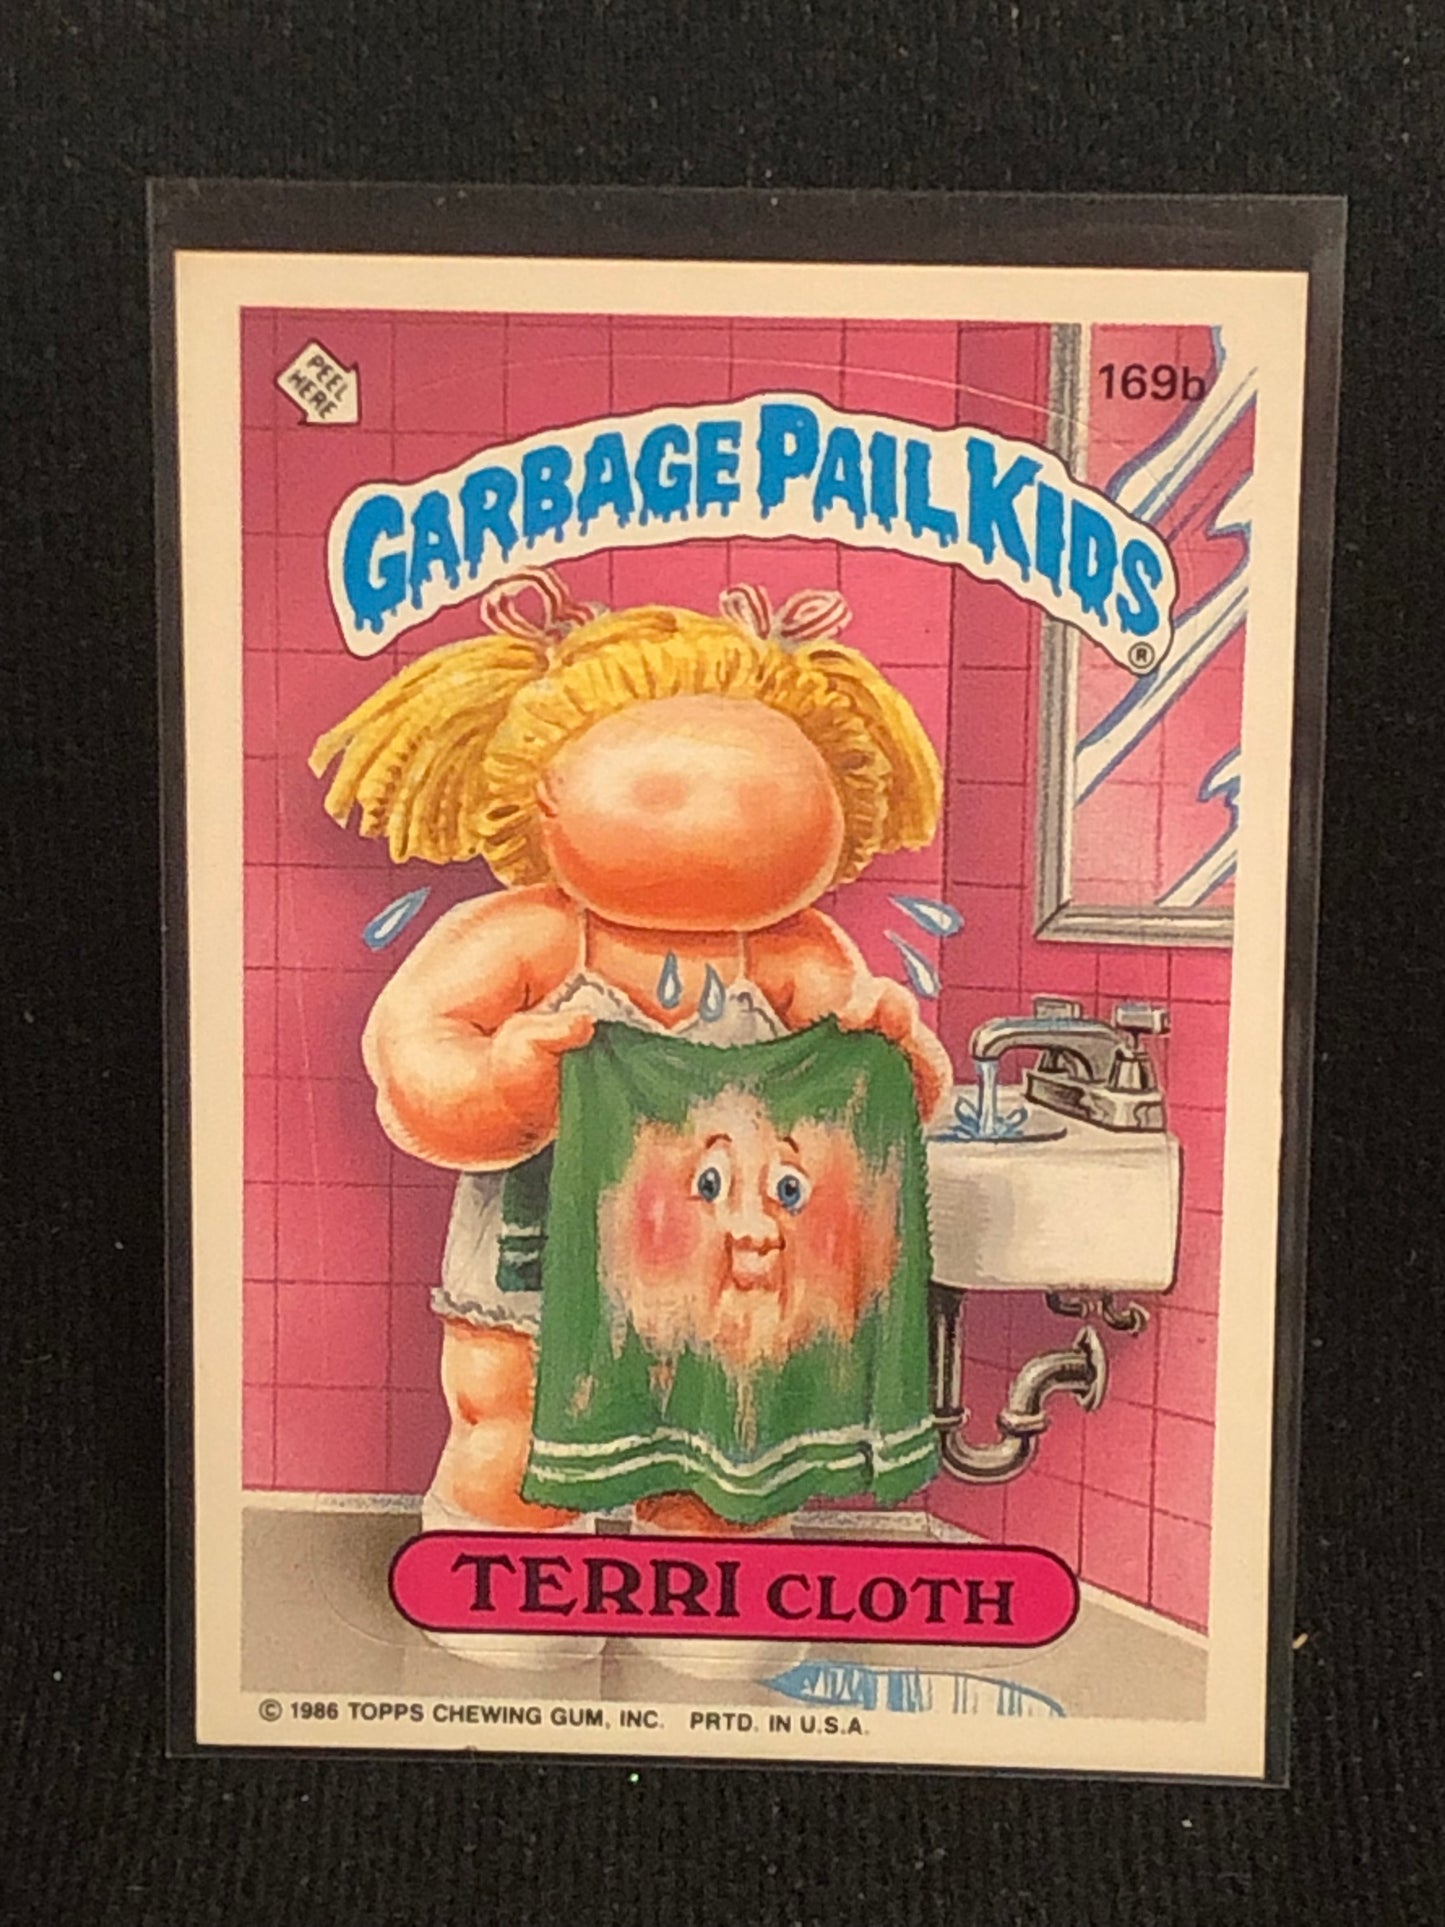 PEEL
HERE
169b
GARBAGE PAIL KIDS
®
TERRI CLOTH
© 1986 TOPPS CHEWING GUM, INC. PRTD. IN U.S.A.